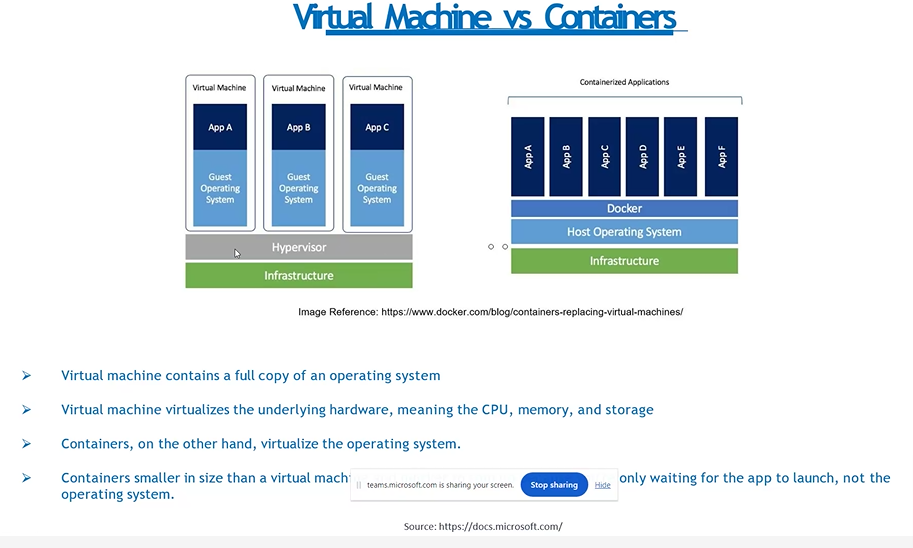 Virtual Machine vs Containers
Virtual Machine
Virtual Machine
Virtual Machine
App A
App B
App C
Guest
Operating
System
Guest
Operating
System
Guest
Operating
System
Hypervisor
Infrastructure
Containerized Applications
App A
App B
App C
App D
App E
App F
Docker
Host Operating System
Infrastructure
Image Reference: https://www.docker.com/blog/containers-replacing-virtual-machines/
Virtual machine contains a full copy of an operating system
Virtual machine virtualizes the underlying hardware, meaning the CPU, memory, and storage
Containers, on the other hand, virtualize the operating system.
Containers smaller in size than a virtual only waiting for the app to launch, not the
operating system.
teams.microsoft.com is sharing your screen. Stop sharing Hide
Source: https://docs.microsoft.com/